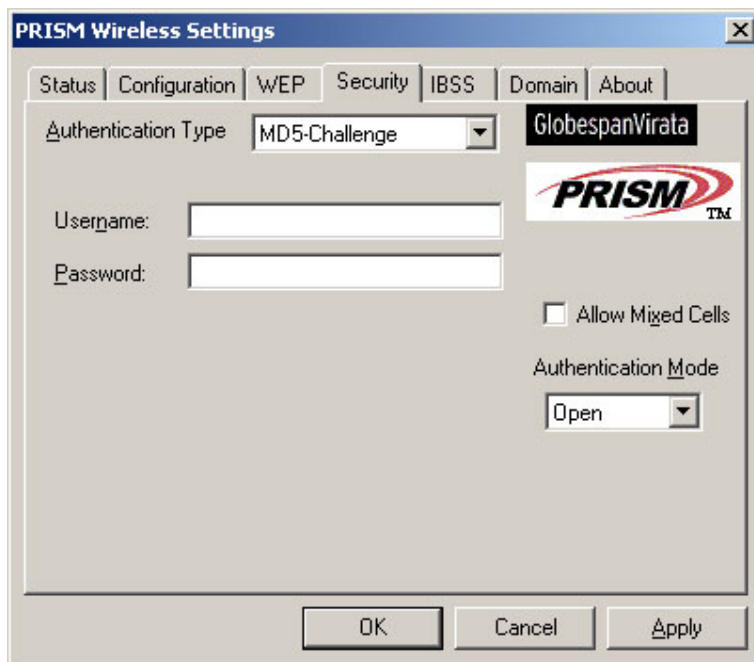 PRISM Wireless Settings
Status Configuration WEP Security IBSS Domain About
Authentication Type MD5-Challenge
GlobespanVirata
PRISM TM
Username:
Password:
Allow Mixed Cells
Authentication Mode
Open
OK Cancel Apply